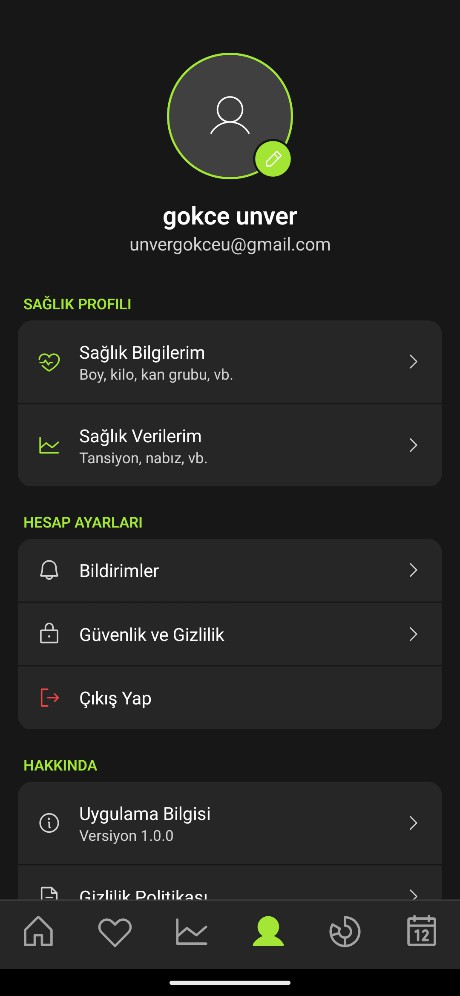 gokce unver
unvergokceu@gmail.com
SAĞLIK PROFILI
Sağlık Bilgilerim
Boy, kilo, kan grubu, vb.
Sağlık Verilerim
Tansiyon, nabız, vb.
HESAP AYARLARI
Bildirimler
Güvenlik ve Gizlilik
Çıkış Yap
HAKKINDA
Uygulama Bilgisi
Versiyon 1.0.0
Gizlilik Politikası
12